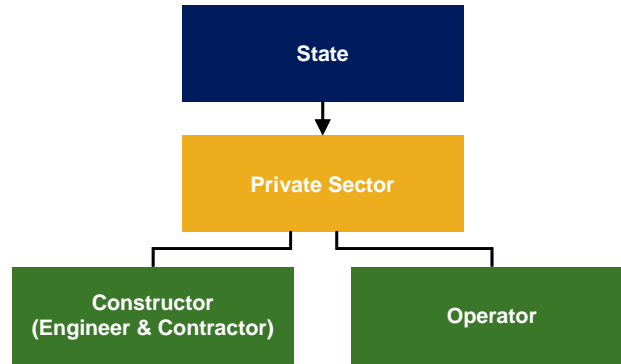 State
Private Sector
Constructor
(Engineer & Contractor)
Operator